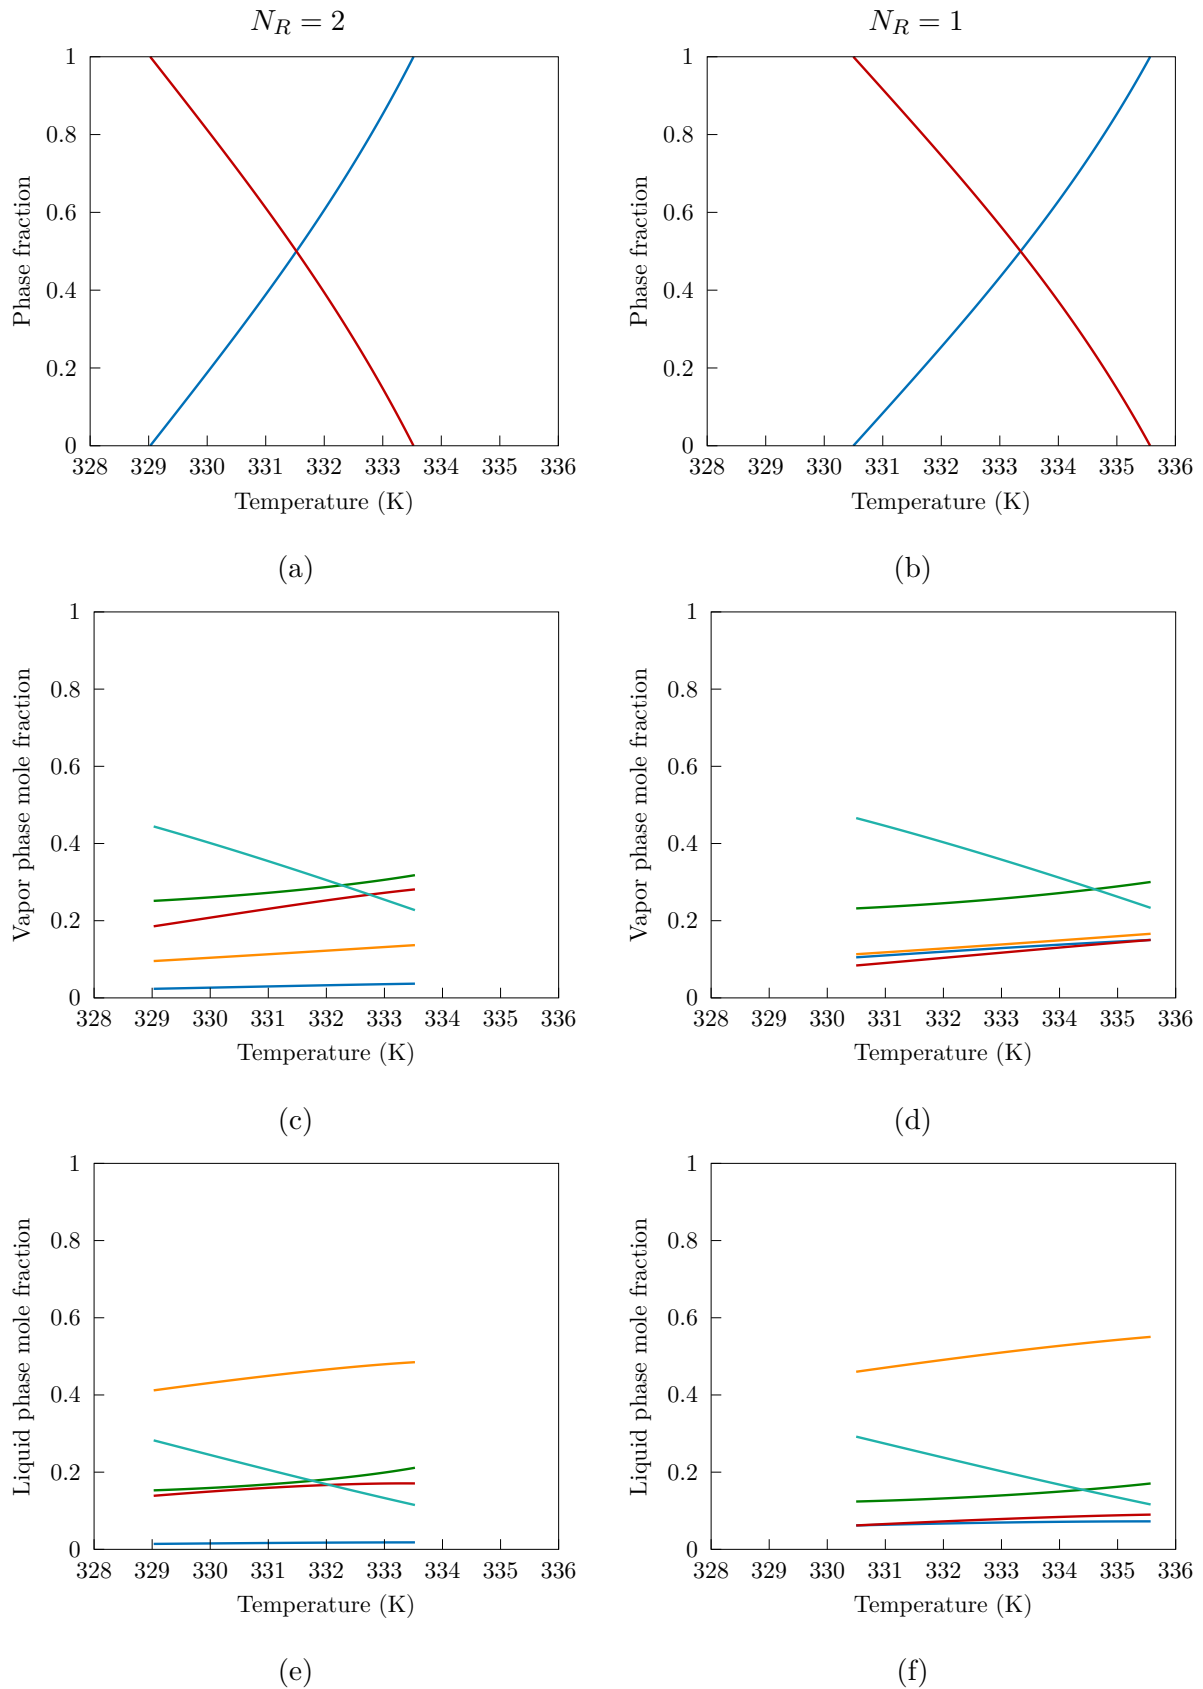 N_R = 2
N_R = 1
1
0.8
0.6
0.4
0.2
0
Phase fraction
328 329 330 331 332 333 334 335 336
Temperature (K)
(a)
1
0.8
0.6
0.4
0.2
0
Phase fraction
328 329 330 331 332 333 334 335 336
Temperature (K)
(b)
1
0.8
0.6
0.4
0.2
0
Vapor phase mole fraction
328 329 330 331 332 333 334 335 336
Temperature (K)
(c)
1
0.8
0.6
0.4
0.2
0
Vapor phase mole fraction
328 329 330 331 332 333 334 335 336
Temperature (K)
(d)
1
0.8
0.6
0.4
0.2
0
Liquid phase mole fraction
328 329 330 331 332 333 334 335 336
Temperature (K)
(e)
1
0.8
0.6
0.4
0.2
0
Liquid phase mole fraction
328 329 330 331 332 333 334 335 336
Temperature (K)
(f)